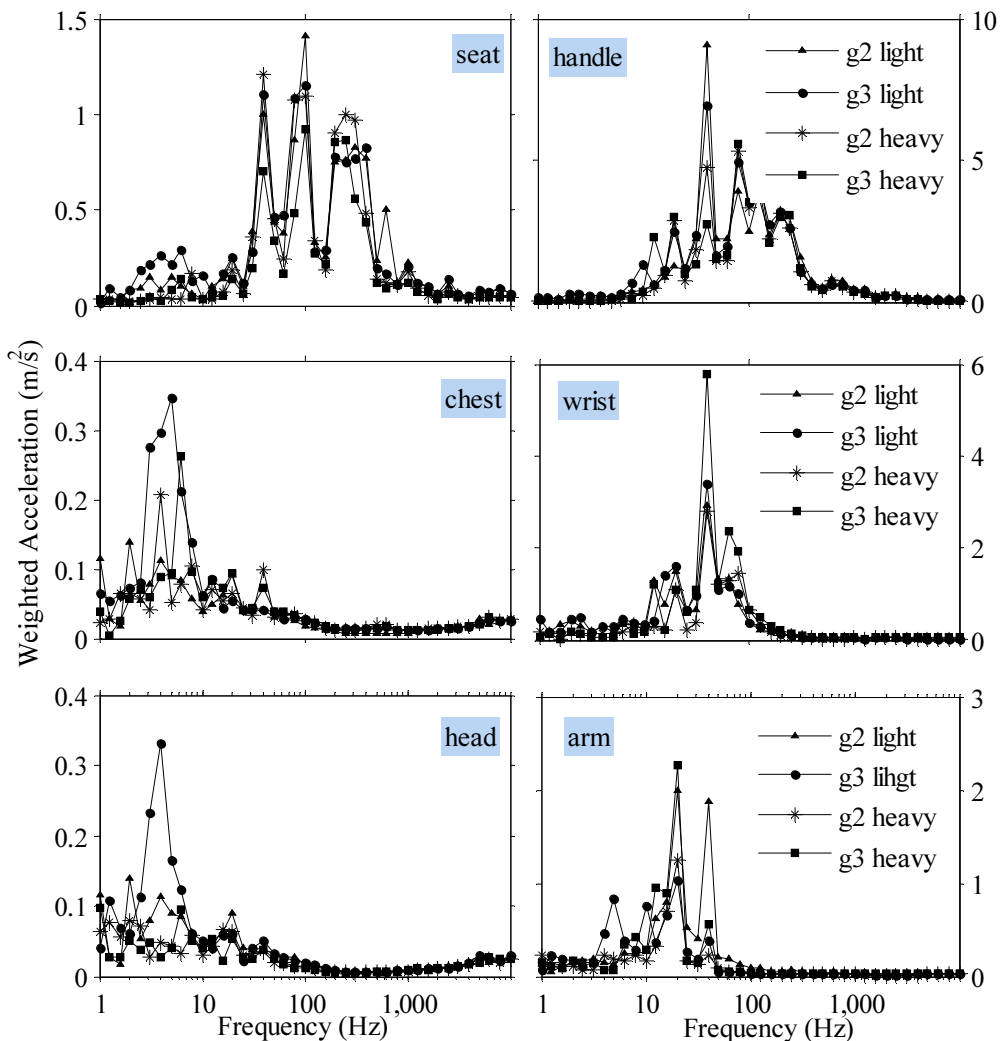 1.5
1
0.5
0
seat
10
5
0
handle
g2 light
g3 light
g2 heavy
g3 heavy
Weighted Acceleration (m/s²)
0.4
0.3
0.2
0.1
0
chest
6
4
2
0
wrist
g2 light
g3 light
g2 heavy
g3 heavy
0.4
0.3
0.2
0.1
0
head
1 10 100 1,000
Frequency (Hz)
3
2
1
0
arm
g2 light
g3 lihgt
g2 heavy
g3 heavy
1 10 100 1,000
Frequency (Hz)